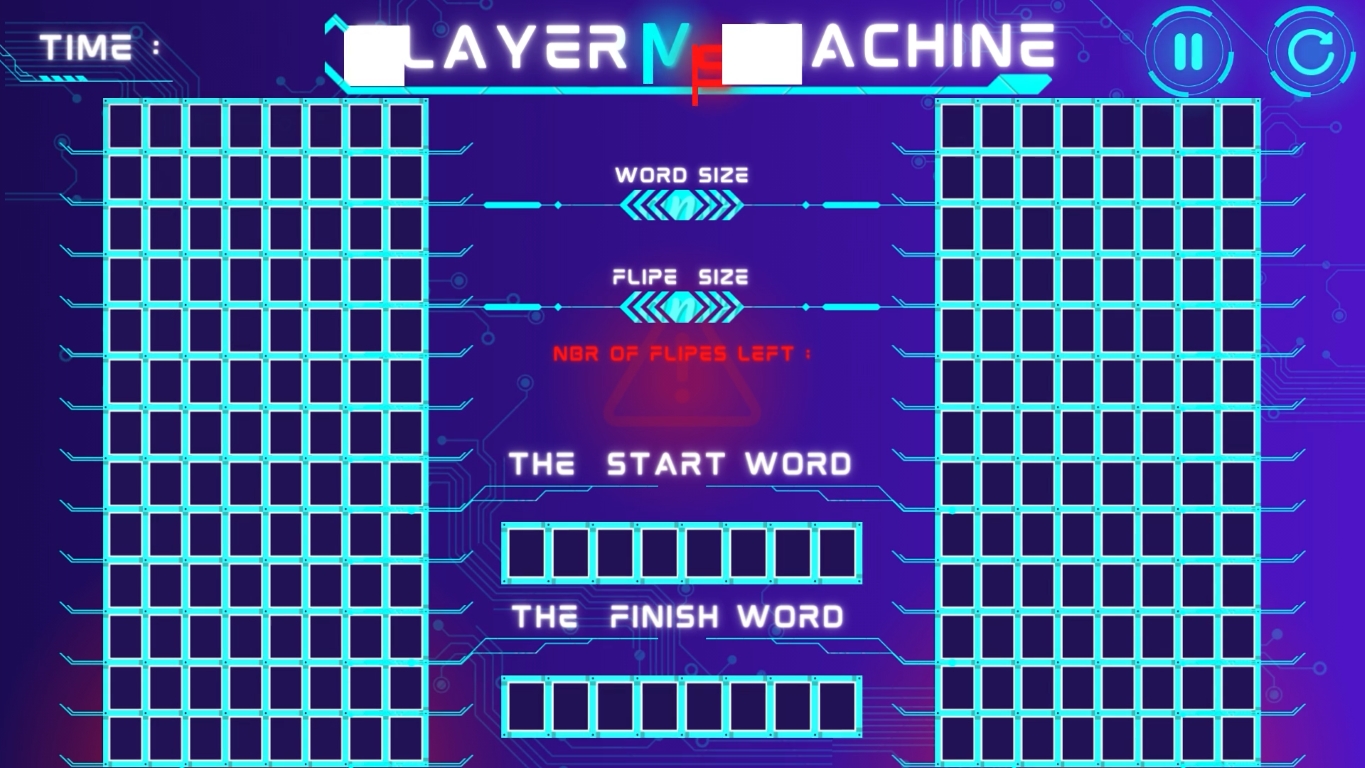 TIME :
LAYER
ACHINE
WORD SIZE
FLIPE SIZE
NBR OF FLIPES LEFT :
THE START WORD
THE FINISH WORD